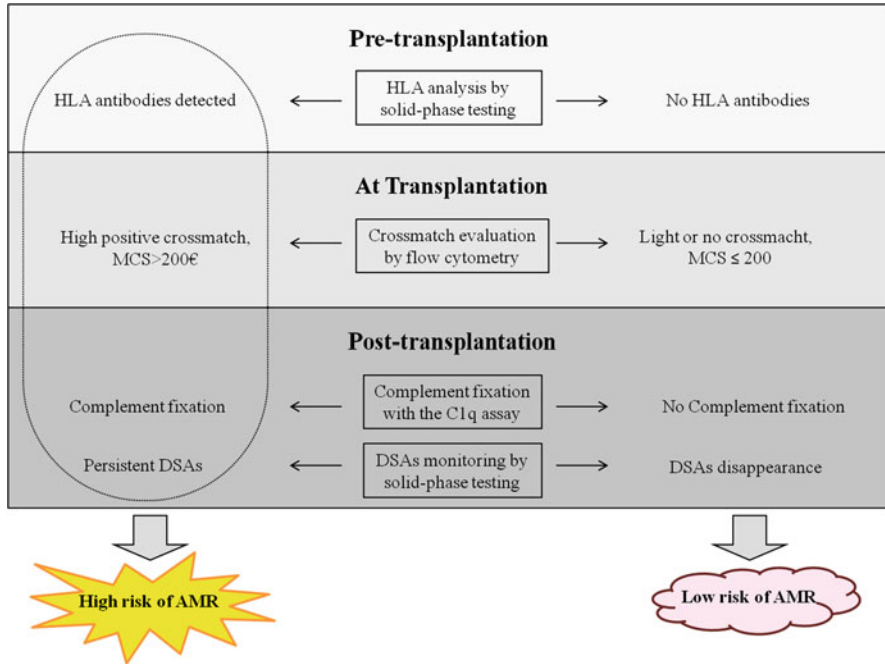 Pre-transplantation
HLA antibodies detected
HLA analysis by
solid-phase testing
No HLA antibodies
At Transplantation
High positive crossmatch,
MCS>200€
Crossmatch evaluation
by flow cytometry
Light or no crossmacht,
MCS ≤ 200
Post-transplantation
Complement fixation
Complement fixation
with the C1q assay
No Complement fixation
Persistent DSAs
DSAs monitoring by
solid-phase testing
DSAs disappearance
High risk of AMR
Low risk of AMR